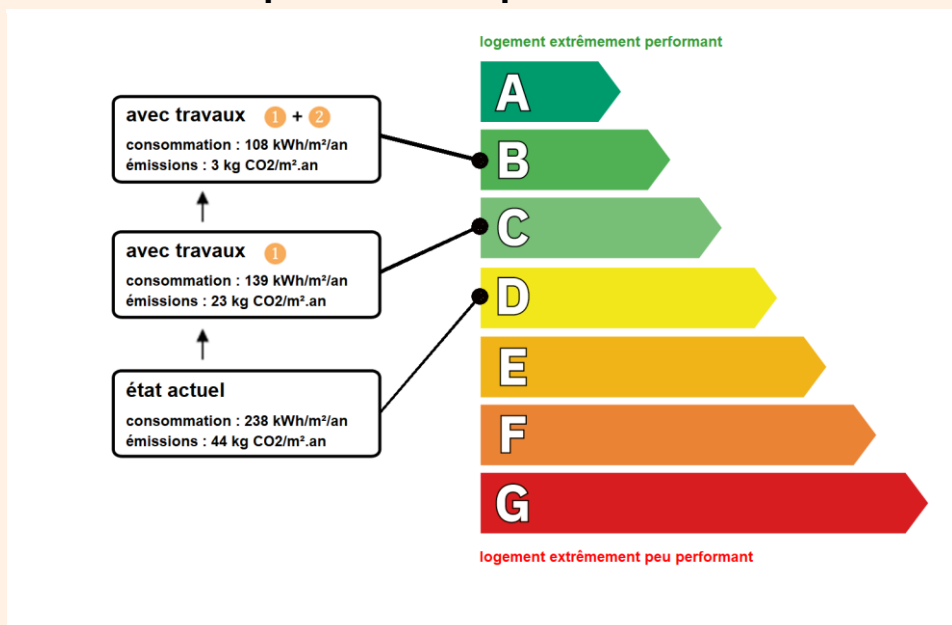 logement extrêmement performant
avec travaux 1 + 2
consommation : 108 kWh/m²/an
émissions : 3 kg CO2/m².an
avec travaux 1
consommation : 139 kWh/m²/an
émissions : 23 kg CO2/m².an
état actuel
consommation : 238 kWh/m²/an
émissions : 44 kg CO2/m².an
A
B
C
D
E
F
G
logement extrêmement peu performant